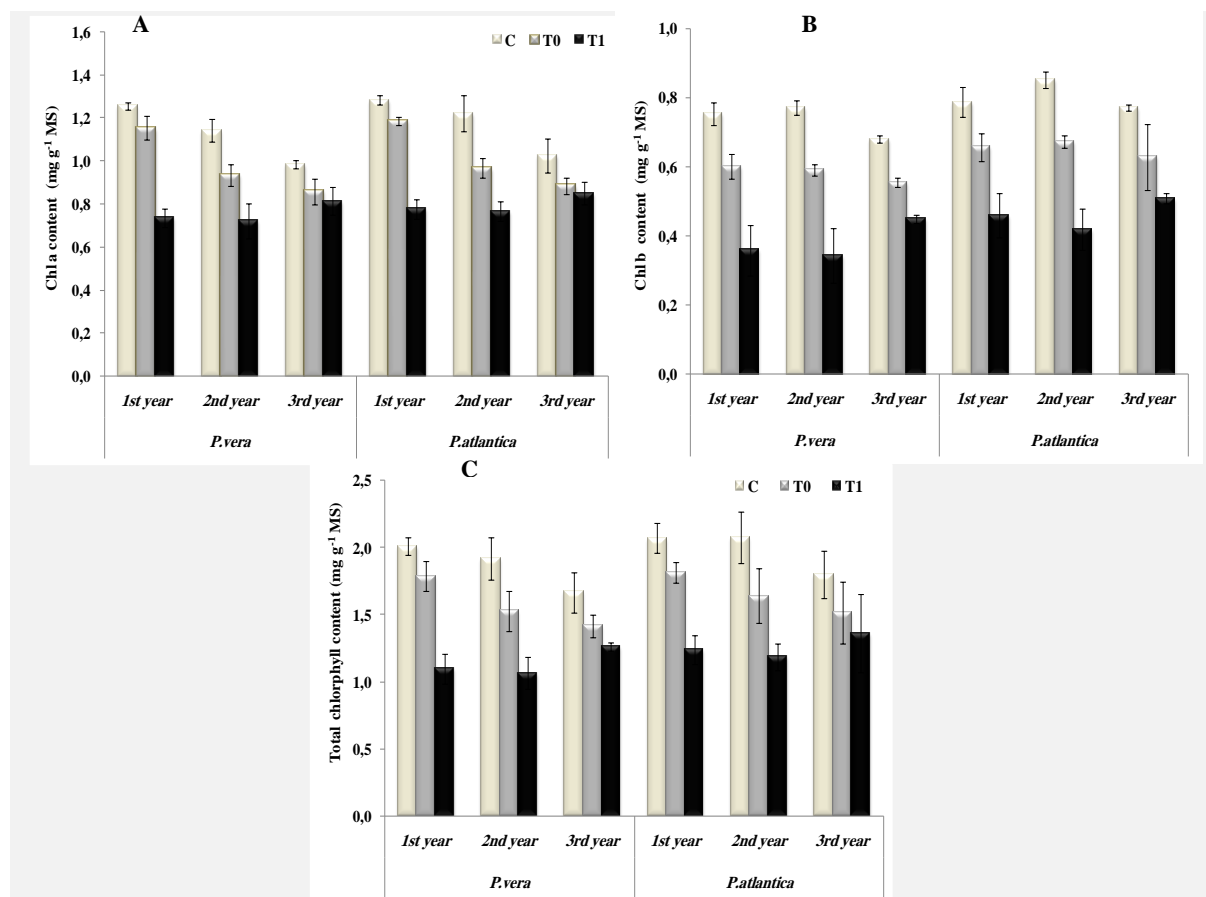 A
Chl a content (mg g-1 MS)
1,6
1,4
1,2
1,0
0,8
0,6
0,4
0,2
0,0
C T0 T1
1st year 2nd year 3rd year 1st year 2nd year 3rd year
P.vera P.atlantica
B
Chl b content (mg g-1 MS)
1,0
0,8
0,6
0,4
0,2
0,0
1st year 2nd year 3rd year 1st year 2nd year 3rd year
P.vera P.atlantica
C
Total chlorphyll content (mg g-1 MS)
2,5
2,0
1,5
1,0
0,5
0,0
C T0 T1
1st year 2nd year 3rd year 1st year 2nd year 3rd year
P.vera P.atlantica